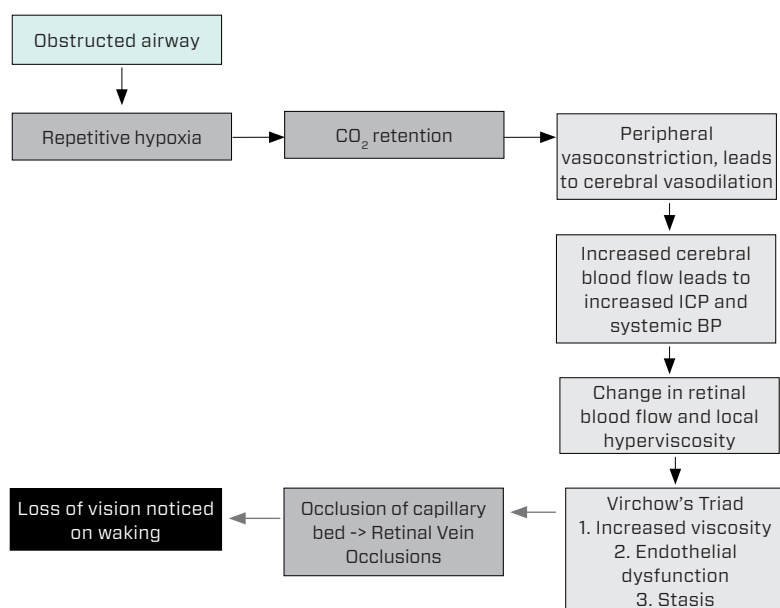 Obstructed airway
Repetitive hypoxia
CO₂ retention
Peripheral
vasoconstriction, leads
to cerebral vasodilation
Increased cerebral
blood flow leads to
increased ICP and
systemic BP
Change in retinal
blood flow and local
hyperviscosity
Virchow's Triad
1. Increased viscosity
2. Endothelial
dysfunction
3. Stasis
Occlusion of capillary
bed -> Retinal Vein
Occlusions
Loss of vision noticed
on waking